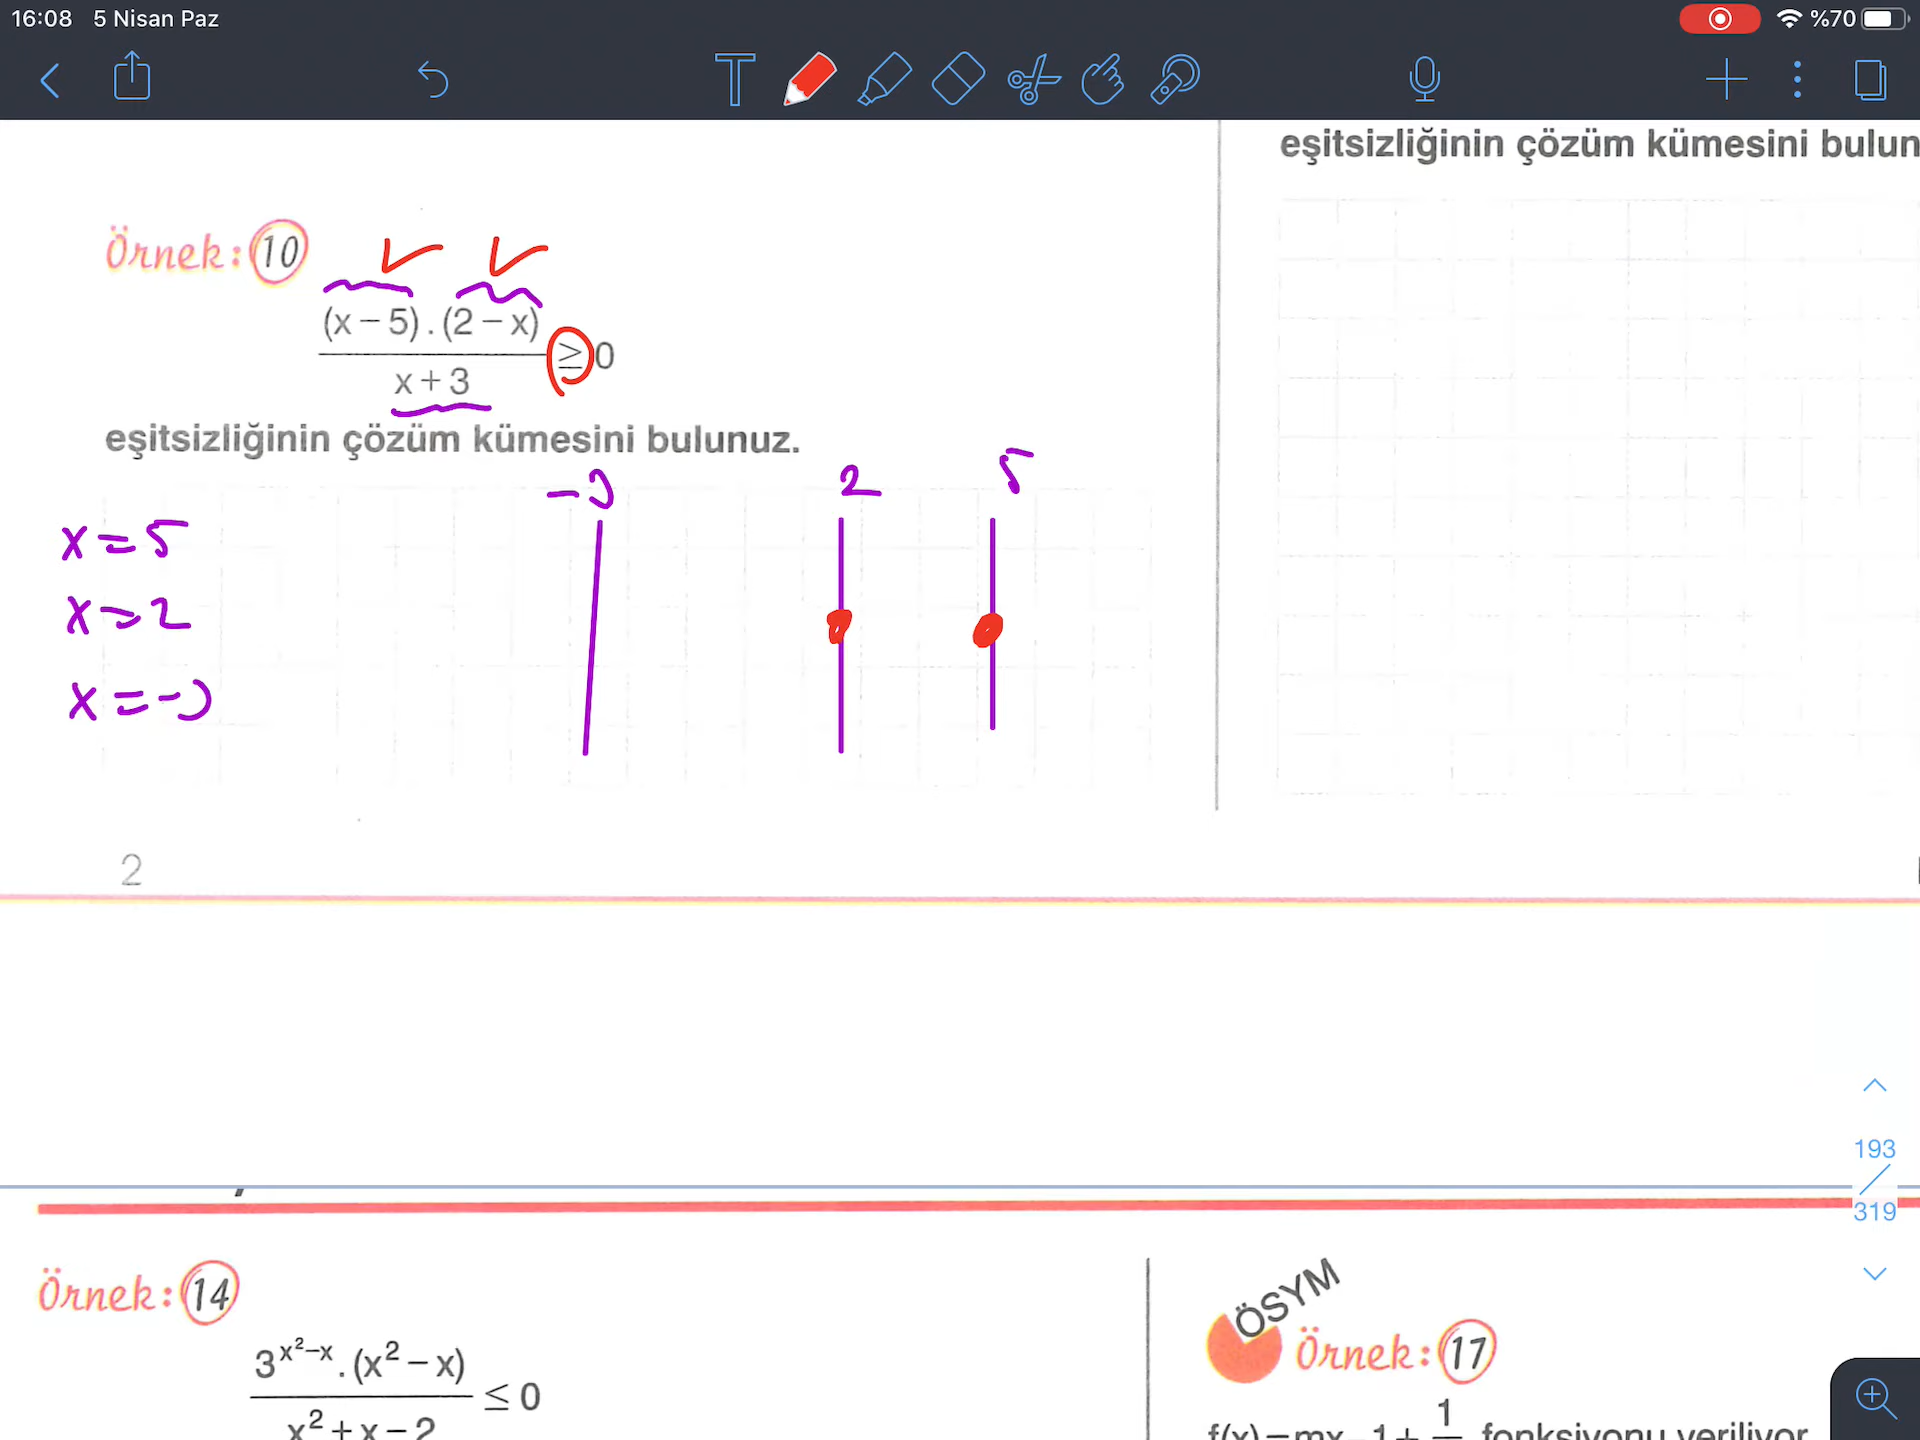 16:08 5 Nisan Paz
%70
eşitsizliğinin çözüm kümesini bulun
Örnek: 10
(x – 5) . (2 – x)
≥ 0
x + 3
eşitsizliğinin çözüm kümesini bulunuz.
-3 2 5
x = 5
x = 2
x = -3
2
193
319
Örnek: 14
3^{x²–x} . (x² – x)
≤ 0
x² + x – 2
ÖSYM
Örnek: 17
f(x) = mx – 1 + 1 fonksiyonu veriliyor